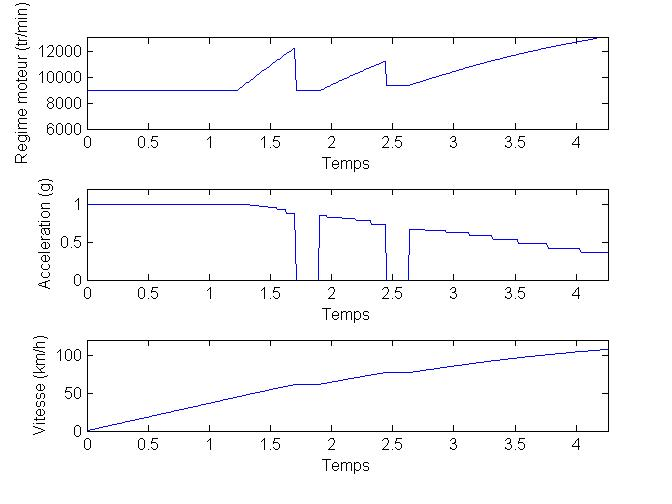 Regime moteur (tr/min)
12000
10000
8000
6000
0 0.5 1 1.5 2 2.5 3 3.5 4
Temps
Acceleration (g)
1
0.5
0
0 0.5 1 1.5 2 2.5 3 3.5 4
Temps
Vitesse (km/h)
100
50
0
0 0.5 1 1.5 2 2.5 3 3.5 4
Temps